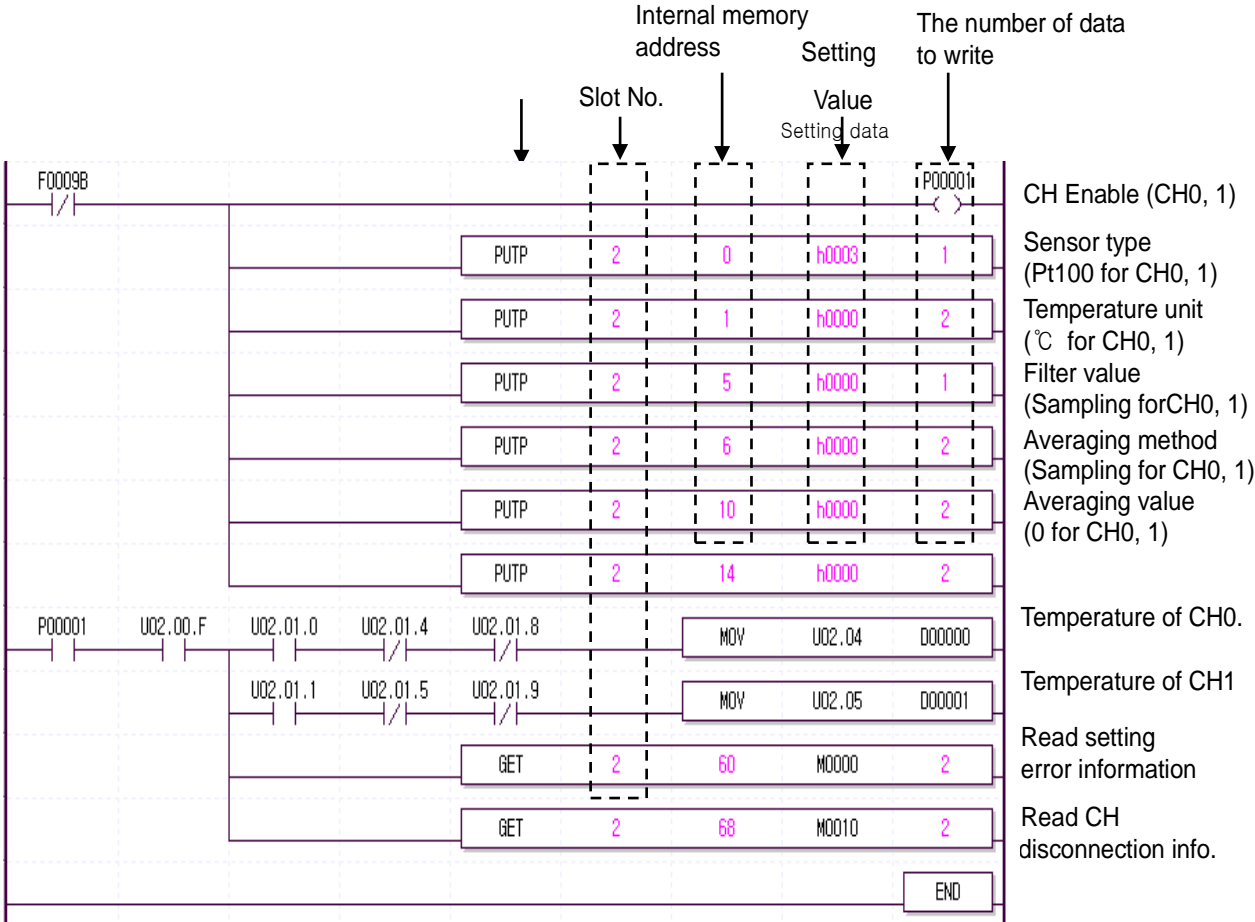 Internal memory
address
Setting
The number of data
to write
Slot No.
Value
Setting data
F0009B
P00001
CH Enable (CH0, 1)
PUTP 2 0 h0003 1
Sensor type
(Pt100 for CH0, 1)
PUTP 2 1 h0000 2
Temperature unit
(℃ for CH0, 1)
PUTP 2 5 h0000 1
Filter value
(Sampling forCH0, 1)
PUTP 2 6 h0000 2
Averaging method
(Sampling for CH0, 1)
PUTP 2 10 h0000 2
Averaging value
(0 for CH0, 1)
PUTP 2 14 h0000 2
P00001 U02.00.F U02.01.0 U02.01.4 U02.01.8
MOV U02.04 D00000
Temperature of CH0.
U02.01.1 U02.01.5 U02.01.9
MOV U02.05 D00001
Temperature of CH1
GET 2 60 M0000 2
Read setting
error information
GET 2 68 M0010 2
Read CH
disconnection info.
END